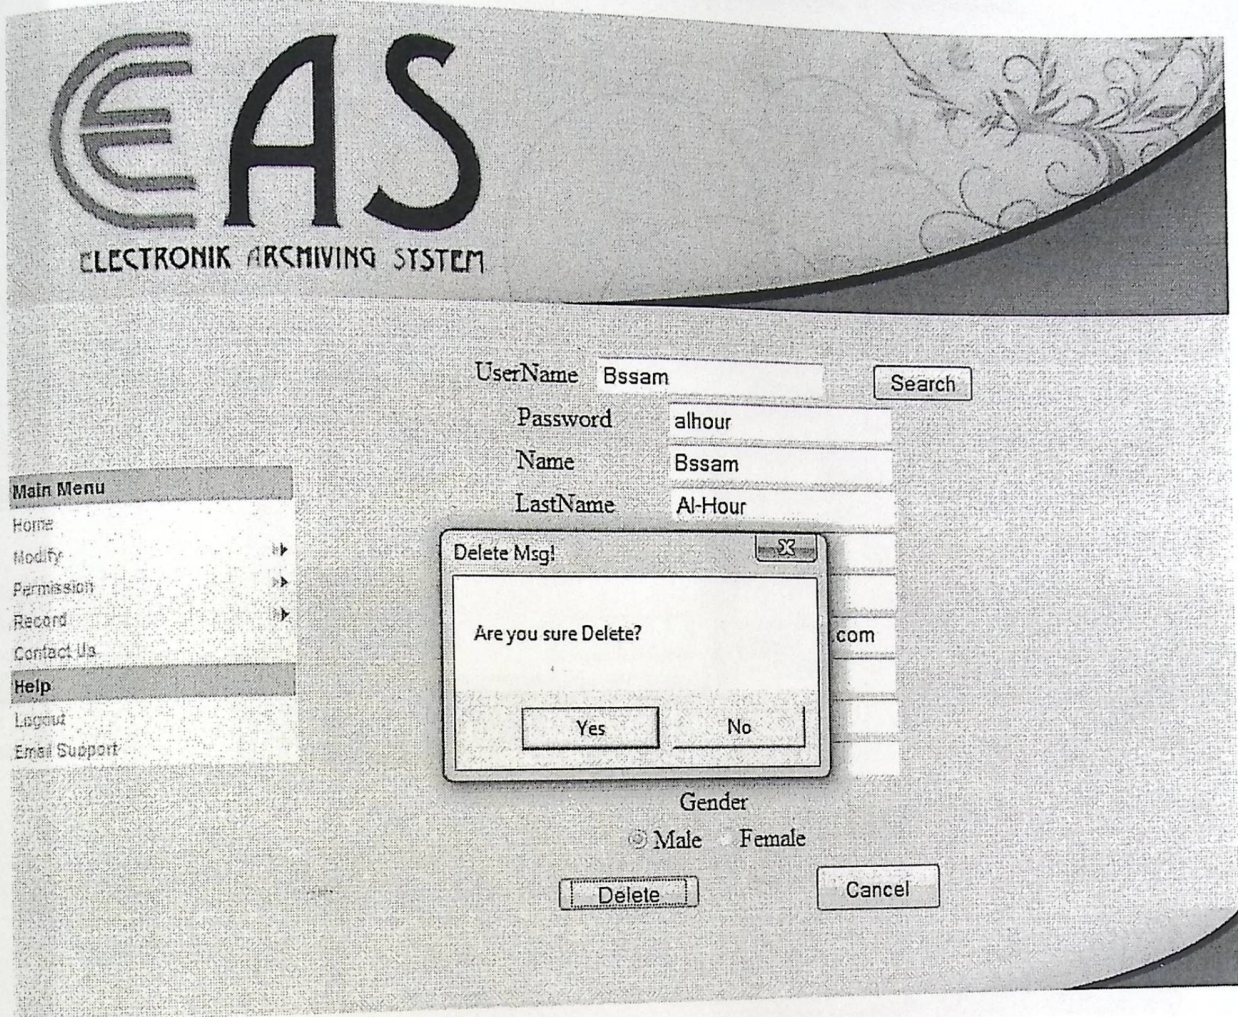 EAS
ELECTRONIK ARCHIVING SYSTEM
UserName Bssam Search
Password alhour
Name Bssam
LastName Al-Hour
Main Menu
Home
Modify
Permission
Record
Contact Us
Help
Logout
Email Support
Delete Msg!
Are you sure Delete?
Yes No
.com
Gender
Male Female
Delete Cancel